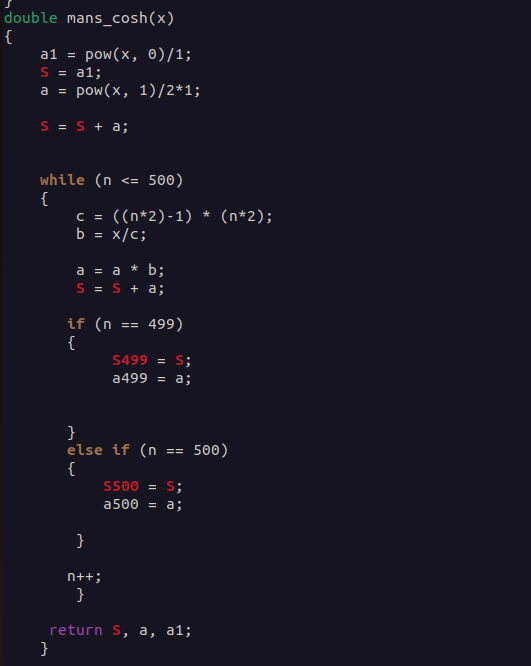 }
double mans_cosh(x)
{
a1 = pow(x, 0)/1;
S = a1;
a = pow(x, 1)/2*1;
S = S + a;
while (n <= 500)
{
c = ((n*2)-1) * (n*2);
b = x/c;
a = a * b;
S = S + a;
if (n == 499)
{
S499 = S;
a499 = a;
}
else if (n == 500)
{
S500 = S;
a500 = a;
}
n++;
}
return S, a, a1;
}